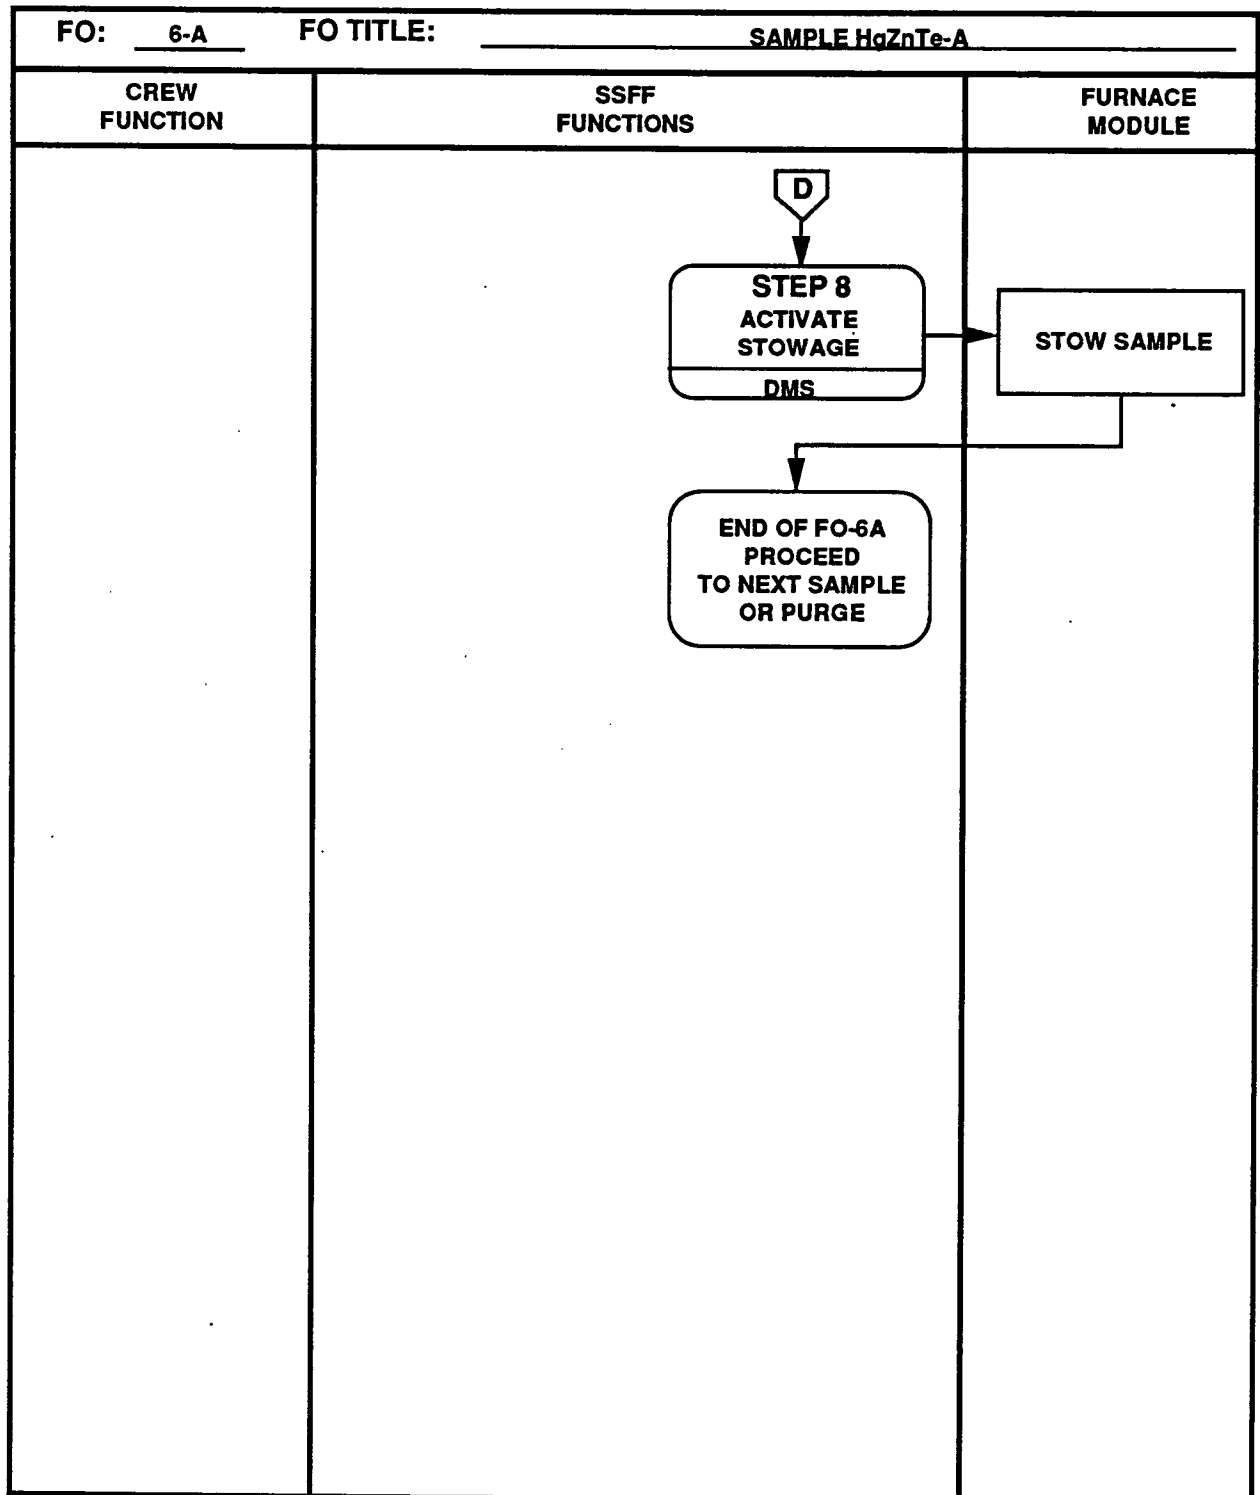 FO: 6-A FO TITLE: SAMPLE HgZnTe-A
CREW
FUNCTION
SSFF
FUNCTIONS
FURNACE
MODULE
D
STEP 8
ACTIVATE
STOWAGE
DMS
STOW SAMPLE
END OF FO-6A
PROCEED
TO NEXT SAMPLE
OR PURGE